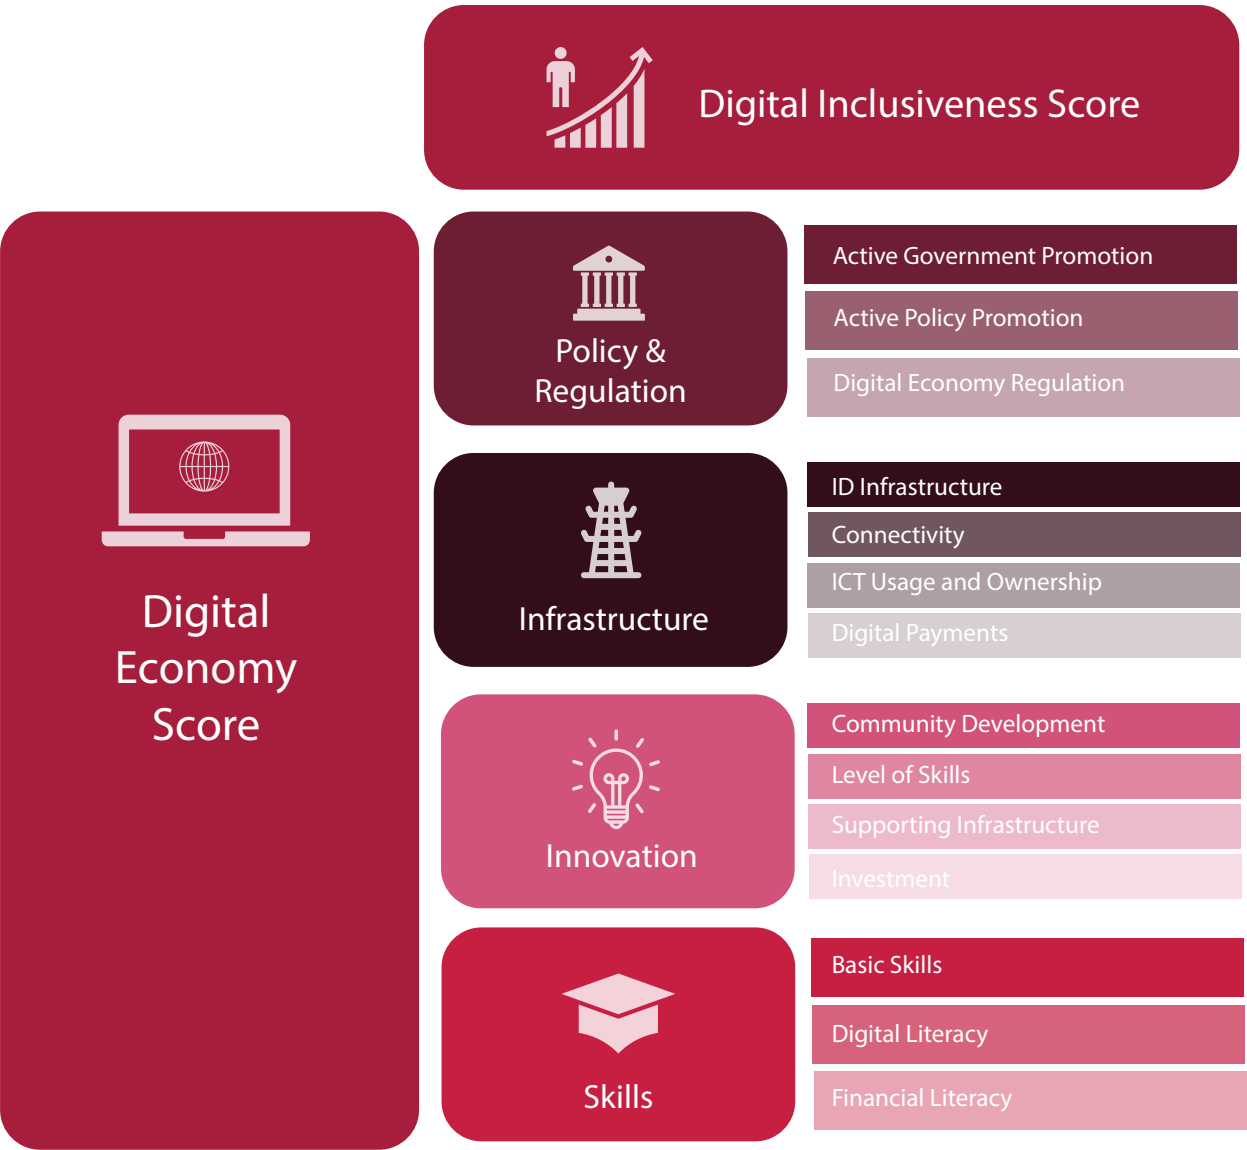 Digital Inclusiveness Score
Digital
Economy
Score
Policy &
Regulation
Active Government Promotion
Active Policy Promotion
Digital Economy Regulation
Infrastructure
ID Infrastructure
Connectivity
ICT Usage and Ownership
Digital Payments
Innovation
Community Development
Level of Skills
Supporting Infrastructure
Investment
Skills
Basic Skills
Digital Literacy
Financial Literacy